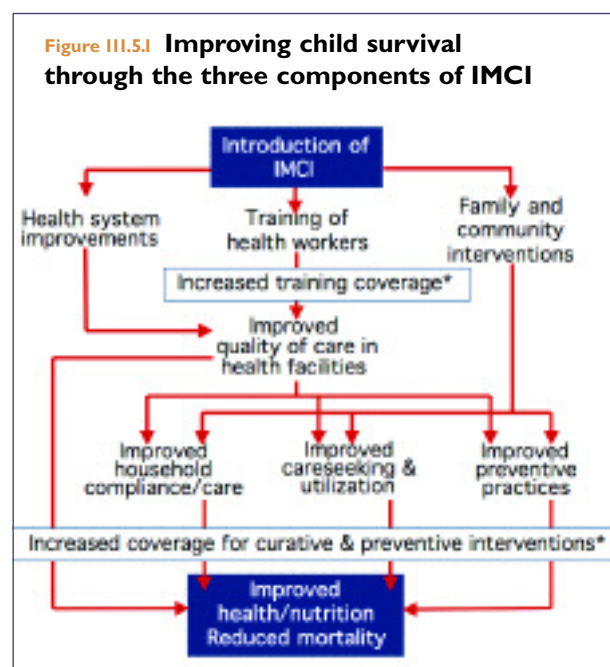 Figure III.5.1 Improving child survival
through the three components of IMCI
Introduction of
IMCI
Health system
improvements
Training of
health workers
Family and
community
interventions
Increased training coverage*
Improved
quality of care in
health facilities
Improved
household
compliance/care
Improved
careseeking &
utilization
Improved
preventive
practices
Increased coverage for curative & preventive interventions*
Improved
health/nutrition
Reduced mortality